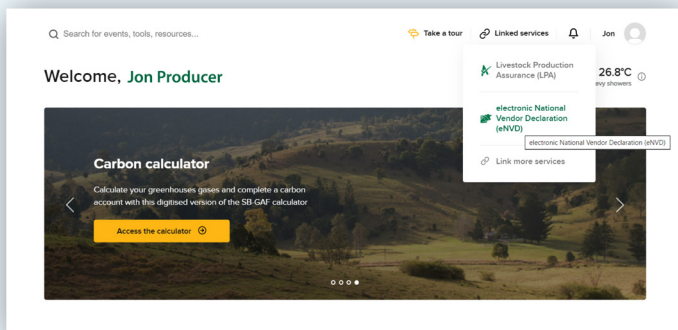 Search for events, tools, resources...
Take a tour
Linked services
Jon
Welcome, Jon Producer
Livestock Production
Assurance (LPA)
electronic National
Vendor Declaration
(eNVD)
electronic National Vendor Declaration (eNVD)
Link more services
26.8°C
showers
Carbon calculator
Calculate your greenhouses gases and complete a carbon
account with this digitised version of the SB-GAF calculator
Access the calculator